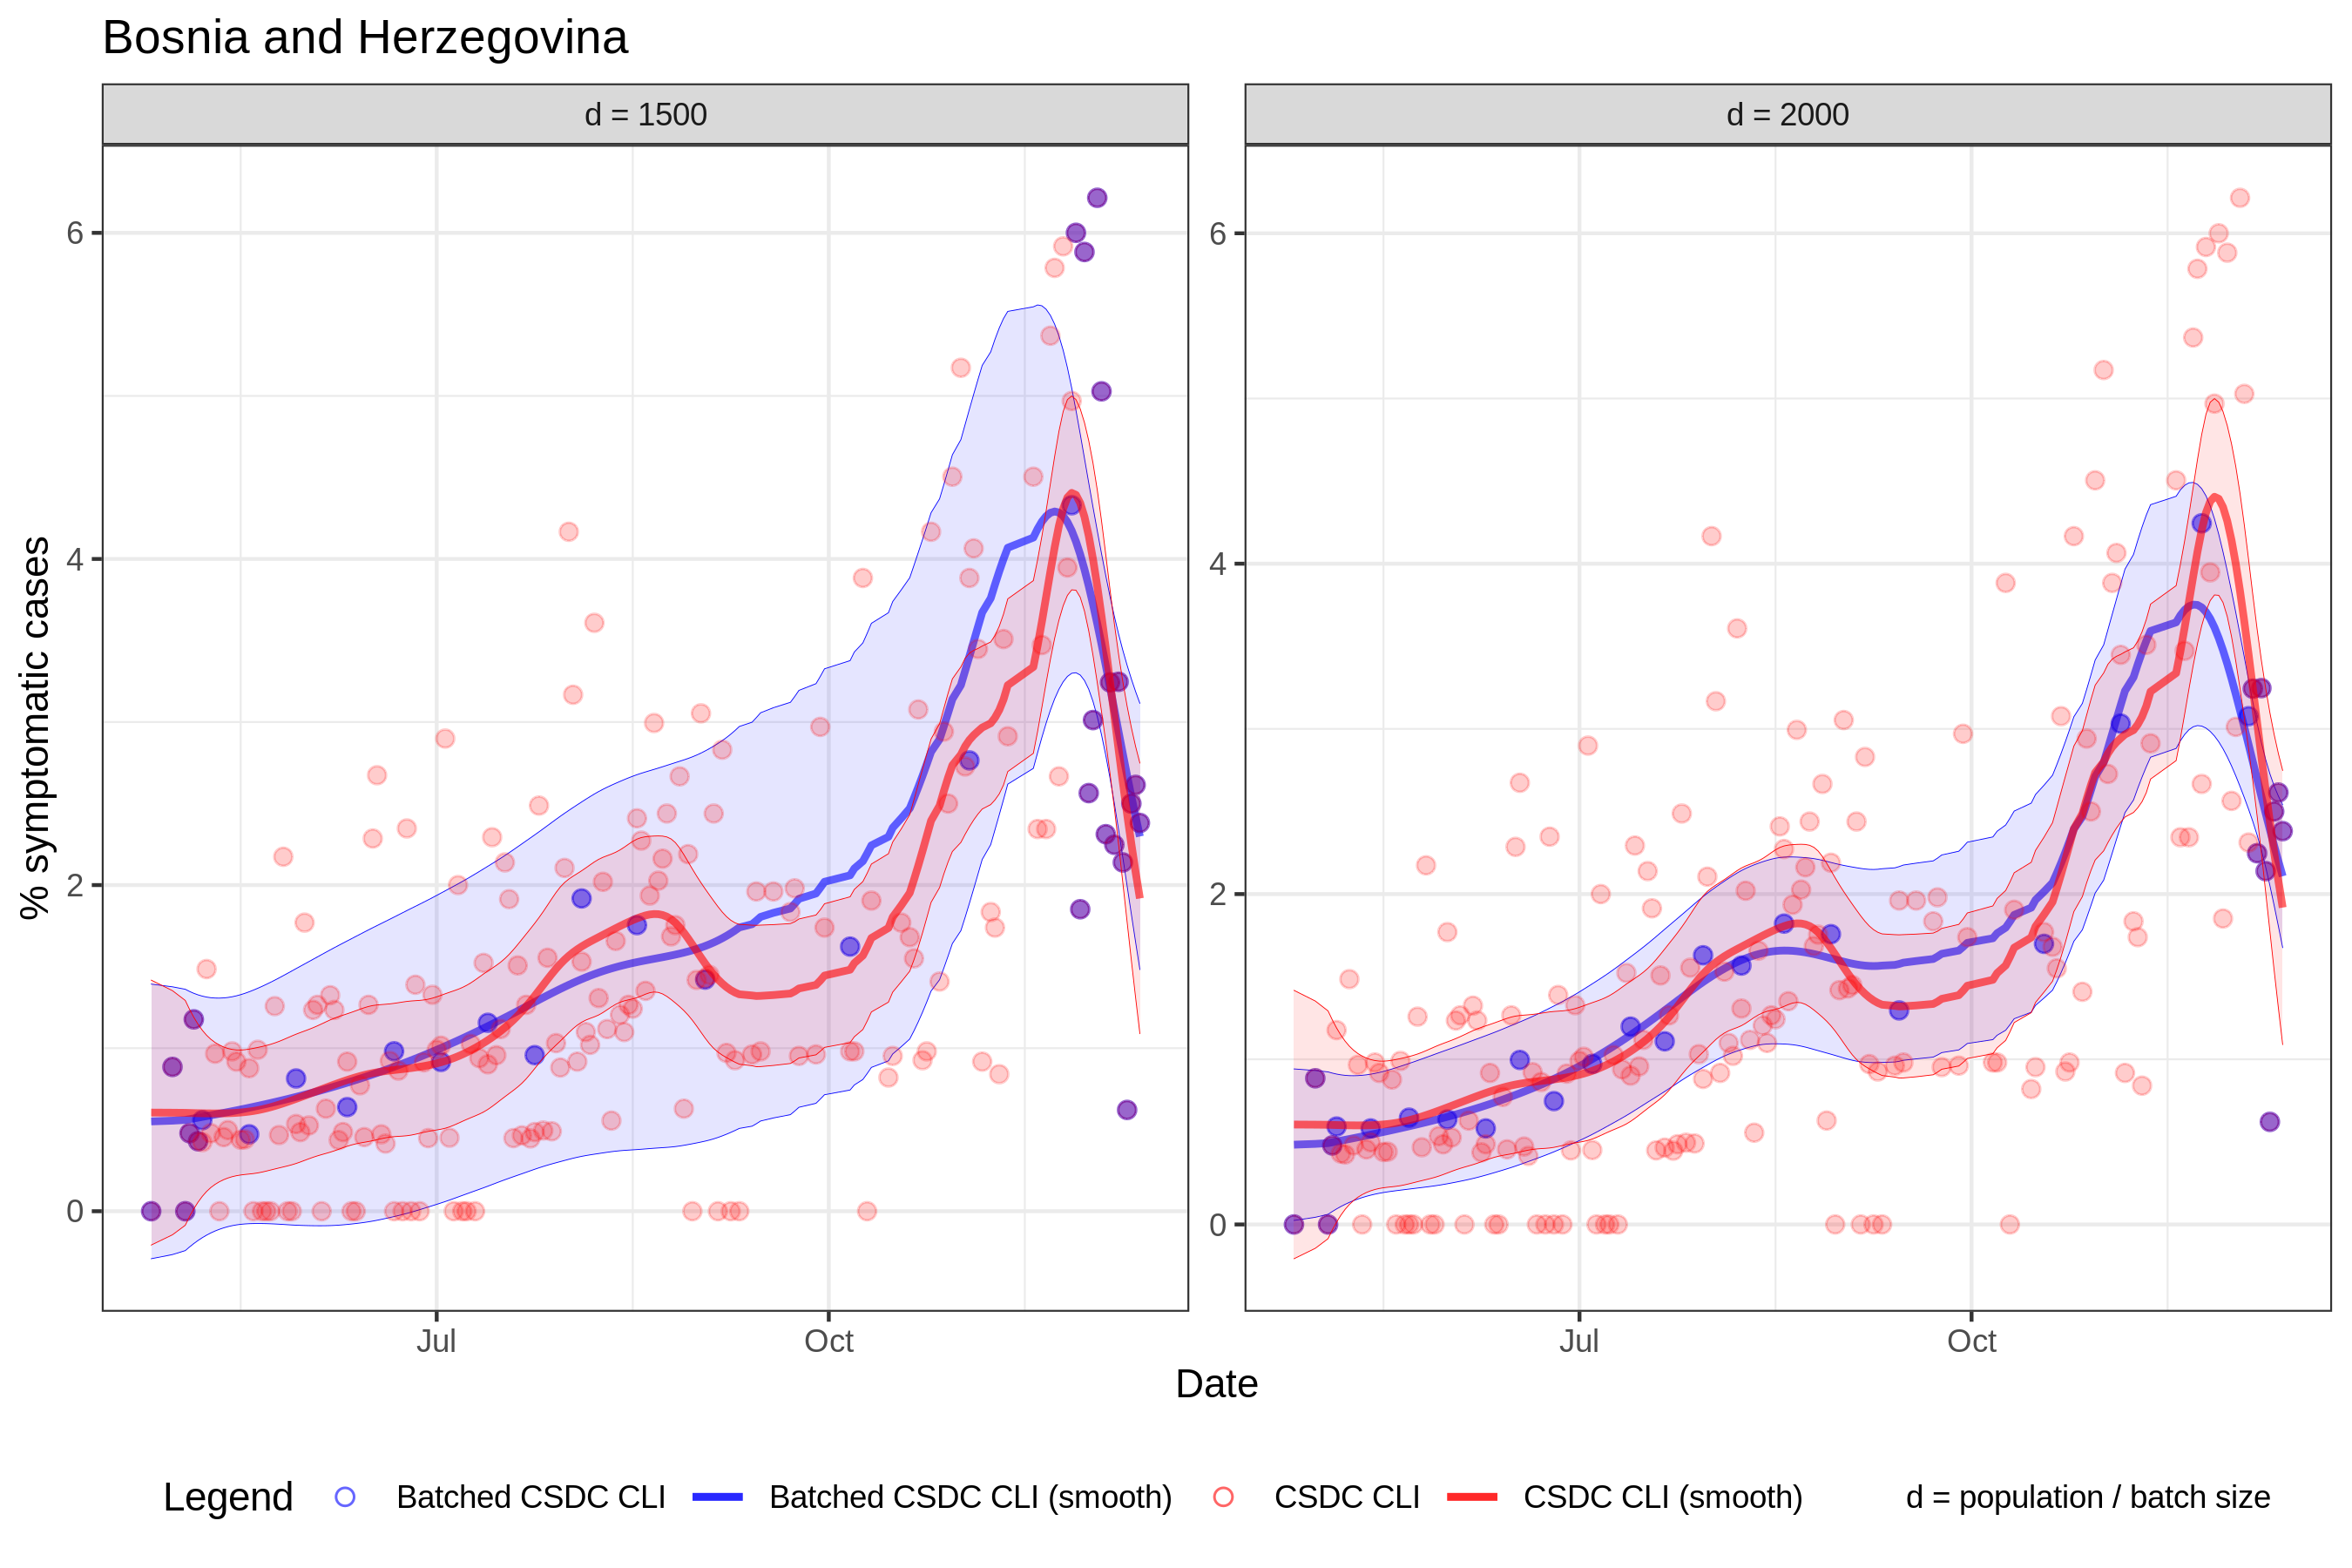 Bosnia and Herzegovina
d = 1500
d = 2000
% symptomatic cases
6
4
2
0
6
4
2
0
Jul
Oct
Jul
Oct
Date
Legend
Batched CSDC CLI
Batched CSDC CLI (smooth)
CSDC CLI
CSDC CLI (smooth)
d = population / batch size